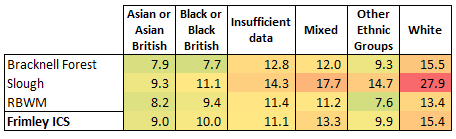 Asian or Asian British Black or Black British Insufficient data Mixed Other Ethnic Groups White
Bracknell Forest 7.9 7.7 12.8 12.0 9.3 15.5
Slough 9.3 11.1 14.3 17.7 14.7 27.9
RBWM 8.2 9.4 11.4 11.2 7.6 13.4
Frimley ICS 9.0 10.0 11.1 13.3 9.9 15.4